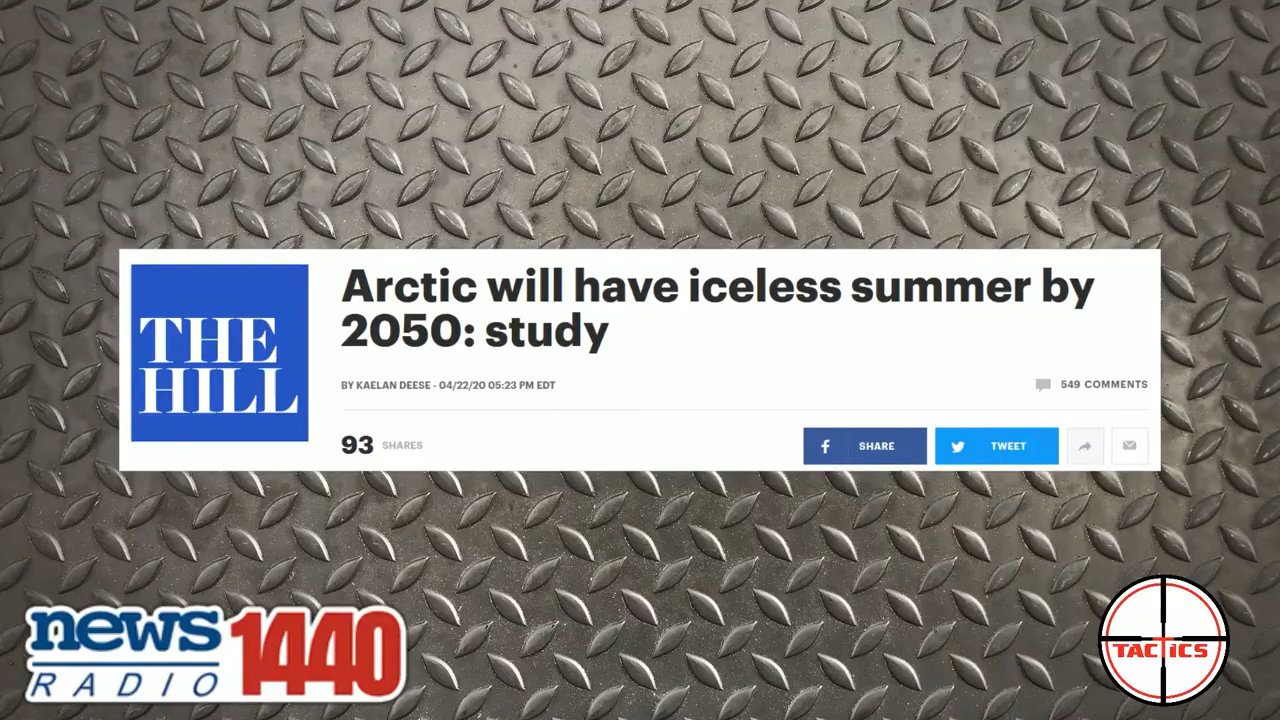 THE
HILL
Arctic will have iceless summer by
2050: study
BY KAELAN DEESE - 04/22/20 05:23 PM EDT
549 COMMENTS
93 SHARES
SHARE
TWEET
news
RADIO
1440
TACTICS